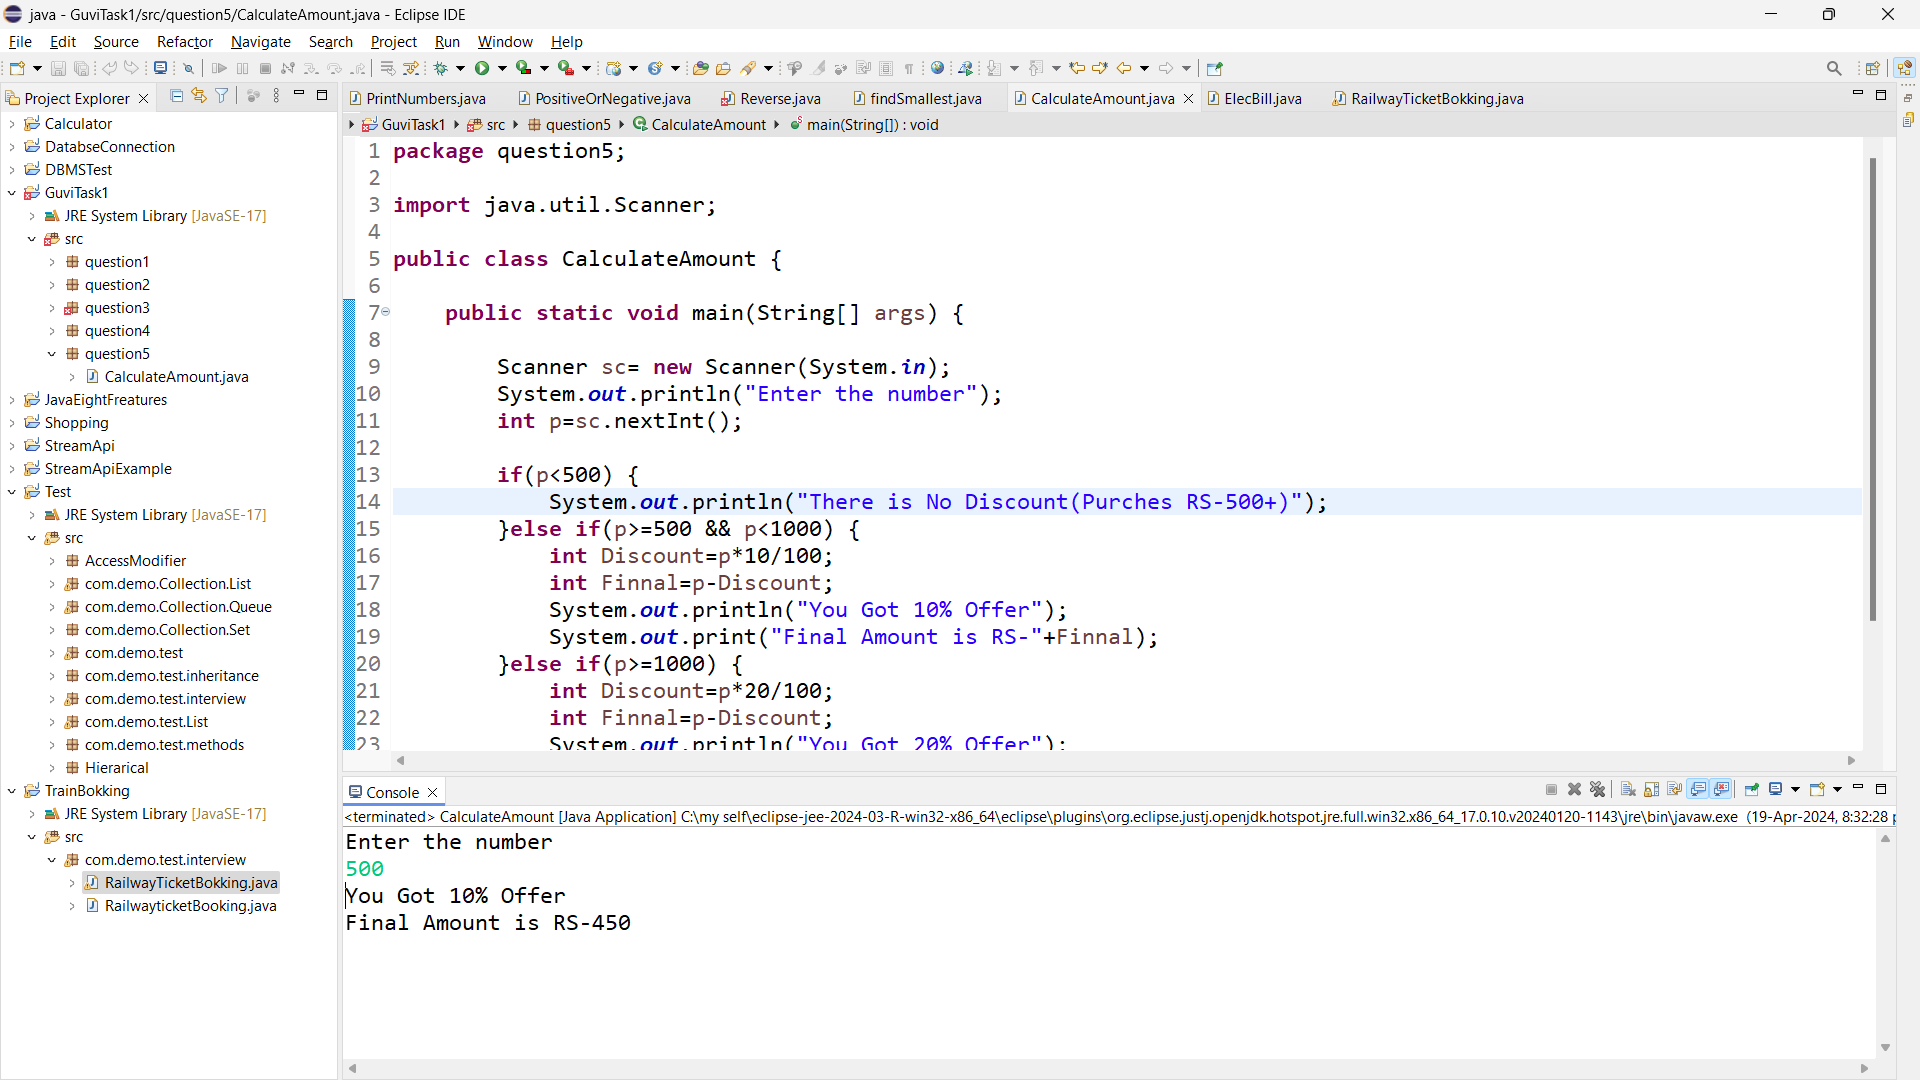 java - GuviTask1/src/question5/CalculateAmount.java - Eclipse IDE
File Edit Source Refactor Navigate Search Project Run Window Help
Project Explorer
PrintNumbers.java PositiveOrNegative.java Reverse.java findSmallest.java CalculateAmount.java ElecBill.java RailwayTicketBokking.java
GuviTask1 src question5 CalculateAmount main(String[]) : void
Calculator
DatabseConnection
DBMSTest
GuviTask1
JRE System Library [JavaSE-17]
src
question1
question2
question3
question4
question5
CalculateAmount.java
JavaEightFreatures
Shopping
StreamApi
StreamApiExample
Test
JRE System Library [JavaSE-17]
src
AccessModifier
com.demo.Collection.List
com.demo.Collection.Queue
com.demo.Collection.Set
com.demo.test
com.demo.test.inheritance
com.demo.test.interview
com.demo.test.List
com.demo.test.methods
Hierarical
TrainBokking
JRE System Library [JavaSE-17]
src
com.demo.test.interview
RailwayTicketBokking.java
RailwayticketBooking.java
1 package question5;
2
3 import java.util.Scanner;
4
5 public class CalculateAmount {
6
7 public static void main(String[] args) {
8
9 Scanner sc= new Scanner(System.in);
10 System.out.println("Enter the number");
11 int p=sc.nextInt();
12
13 if(p<500) {
14 System.out.println("There is No Discount(Purches RS-500+)");
15 }else if(p>=500 && p<1000) {
16 int Discount=p*10/100;
17 int Finnal=p-Discount;
18 System.out.println("You Got 10% Offer");
19 System.out.print("Final Amount is RS-"+Finnal);
20 }else if(p>=1000) {
21 int Discount=p*20/100;
22 int Finnal=p-Discount;
23 System.out.println("You Got 20% Offer");
Console
<terminated> CalculateAmount [Java Application] C:\my self\eclipse-jee-2024-03-R-win32-x86_64\eclipse\plugins\org.eclipse.justj.openjdk.hotspot.jre.full.win32.x86_64_17.0.10.v20240120-1143\jre\bin\javaw.exe (19-Apr-2024, 8:32:28
Enter the number
500
You Got 10% Offer
Final Amount is RS-450